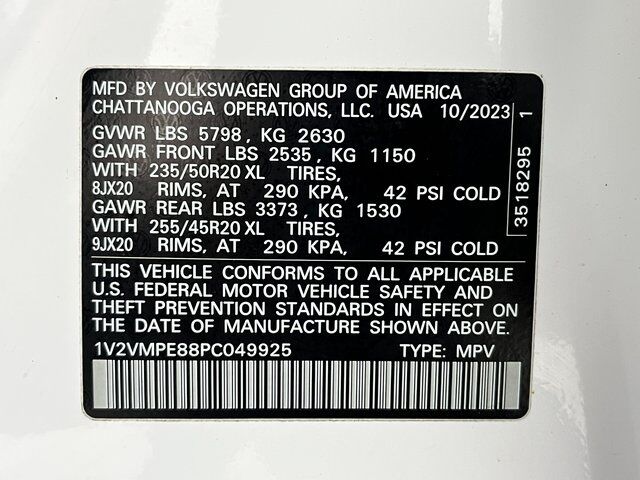 MFD BY VOLKSWAGEN GROUP OF AMERICA
CHATTANOOGA OPERATIONS, LLC. USA 10/2023
GVWR LBS 5798, KG 2630
GAWR FRONT LBS 2535, KG 1150
WITH 235/50R20 XL TIRES,
8JX20 RIMS, AT 290 KPA, 42 PSI COLD
GAWR REAR LBS 3373, KG 1530
WITH 255/45R20 XL TIRES,
9JX20 RIMS, AT 290 KPA, 42 PSI COLD
THIS VEHICLE CONFORMS TO ALL APPLICABLE
U.S. FEDERAL MOTOR VEHICLE SAFETY AND
THEFT PREVENTION STANDARDS IN EFFECT ON
THE DATE OF MANUFACTURE SHOWN ABOVE.
1V2VMPE88PC049925 TYPE: MPV
3518295 1